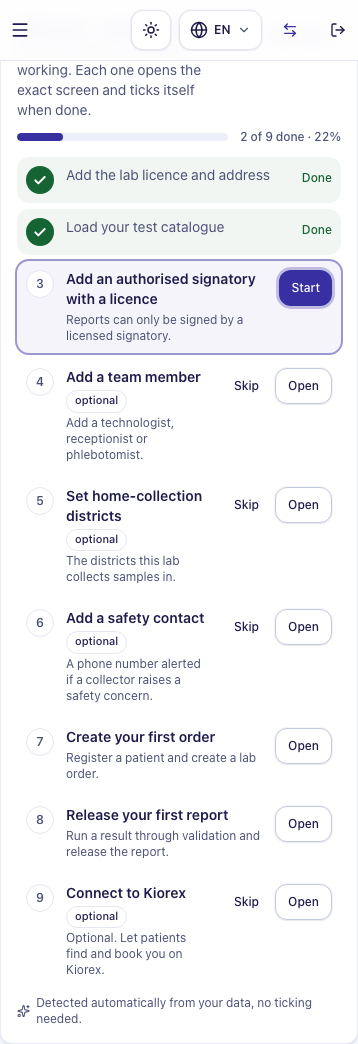 EN
working. Each one opens the
exact screen and ticks itself
when done.
2 of 9 done · 22%
Add the lab licence and address
Done
Load your test catalogue
Done
3
Add an authorised signatory
with a licence
Start
Reports can only be signed by a
licensed signatory.
4
Add a team member
Skip
Open
optional
Add a technologist,
receptionist or
phlebotomist.
5
Set home-collection
districts
Skip
Open
optional
The districts this lab
collects samples in.
6
Add a safety contact
Skip
Open
optional
A phone number alerted
if a collector raises a
safety concern.
7
Create your first order
Open
Register a patient and create a lab
order.
8
Release your first report
Open
Run a result through validation and
release the report.
9
Connect to Kiorex
Skip
Open
optional
Optional. Let patients
find and book you on
Kiorex.
Detected automatically from your data, no ticking
needed.